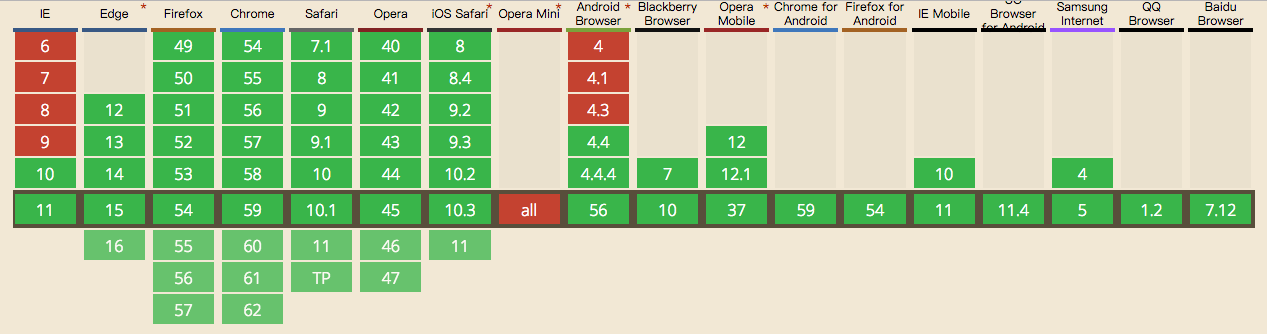 IE Edge * Firefox Chrome Safari Opera iOS Safari * Opera Mini * Android Browser * Blackberry Browser Opera Mobile * Chrome for Android Firefox for Android IE Mobile Browser for Android Samsung Internet QQ Browser Baidu Browser
6 49 54 7.1 40 8 4
7 50 55 8 41 8.4 4.1
8 12 51 56 9 42 9.2 4.3
9 13 52 57 9.1 43 9.3 4.4 12
10 14 53 58 10 44 10.2 4.4.4 7 12.1 10 4
11 15 54 59 10.1 45 10.3 all 56 10 37 59 54 11 11.4 5 1.2 7.12
16 55 60 11 46 11
56 61 TP 47
57 62